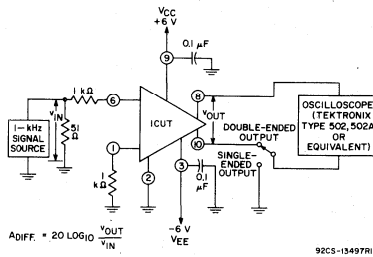 VCC
+6 V
0.1 µF
9
1 kΩ
6
8
1-kHz
SIGNAL
SOURCE
vIN
51
Ω
ICUT
vOUT
DOUBLE-ENDED
OUTPUT
OSCILLOSCOPE
(TEKTRONIX
TYPE 502, 502A
OR
EQUIVALENT)
1
10
1
kΩ
2
3
0.1
µF
SINGLE-
ENDED
OUTPUT
-6 V
VEE
ADIFF. = 20 LOG10 vOUT
vIN
92CS-13497RI